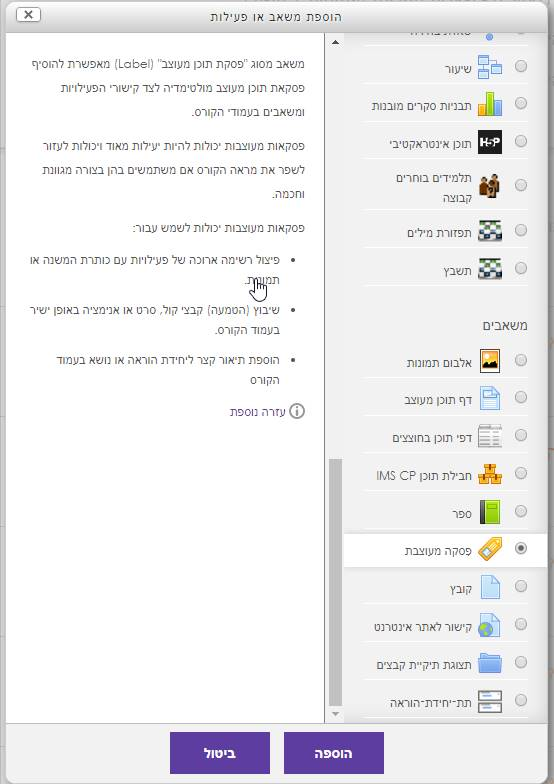 הוספת משאב או פעילות
שיעור
תבניות סקרים מובנות
H5P
תוכן אינטראקטיבי
תלמידים בוחרים
קבוצה
תפזורת מילים
תשבץ
משאבים
אלבום תמונות
דף תוכן מעוצב
דפי תוכן בחוצצים
חבילת תוכן IMS CP
ספר
פסקה מעוצבת
קובץ
קישור לאתר אינטרנט
תצוגת תיקיית קבצים
תת-יחידת-הוראה
משאב מסוג "פסקת תוכן מעוצב" (Label) מאפשרת להוסיף
פסקאת תוכן מעוצב מולטימדיה לצד קישורי הפעילויות
ומשאבים בעמודי הקורס.
פסקאות מעוצבות יכולות להיות יעילות מאוד ויכולות לעזור
לשפר את מראה הקורס אם משתמשים בהן בצורה מגוונת
וחכמה.
פסקאות מעוצבות יכולות לשמש עבור:
• פיצול רשימה ארוכה של פעילויות עם כותרת המשנה או
תמונות.
• שיבוץ (הטמעה) קבצי קול, סרט או אנימציה באופן ישיר
בעמוד הקורס.
• הוספת תיאור קצר ליחידת הוראה או נושא בעמוד
הקורס
עזרה נוספת
הוספה
ביטול